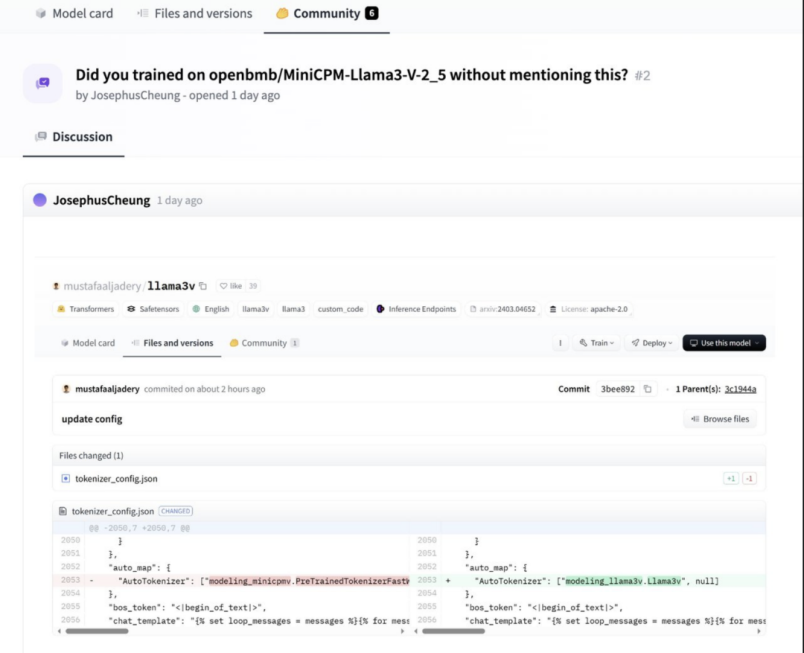 Model card Files and versions Community 6
Did you trained on openbmb/MiniCPM-Llama3-V-2_5 without mentioning this? #2
by JosephusCheung - opened 1 day ago
Discussion
JosephusCheung 1 day ago
mustafaaljadery/llama3v like 39
Transformers Safetensors English llama3v llama3 custom_code Inference Endpoints arxiv:2403.04652 License: apache-2.0
Model card Files and versions Community 1 Train Deploy Use this model
mustafaaljadery commited on about 2 hours ago Commit 3bee892 1 Parent(s): 3c1944a
update config Browse files
Files changed (1)
tokenizer_config.json +1 -1
tokenizer_config.json CHANGED
@@ -2050,7 +2050,7 @@
2050 } 2050 }
2051 }, 2051 },
2052 "auto_map": { 2052 "auto_map": {
2053 - "AutoTokenizer": ["modeling_minicpmv.PreTrainedTokenizerFast 2053 + "AutoTokenizer": ["modeling_llama3v.Llama3v", null]
2054 }, 2054 },
2055 "bos_token": "<|begin_of_text|>", 2055 "bos_token": "<|begin_of_text|>",
2056 "chat_template": "{% set loop_messages = messages %}{% for mess 2056 "chat_template": "{% set loop_messages = messages %}{% for mess